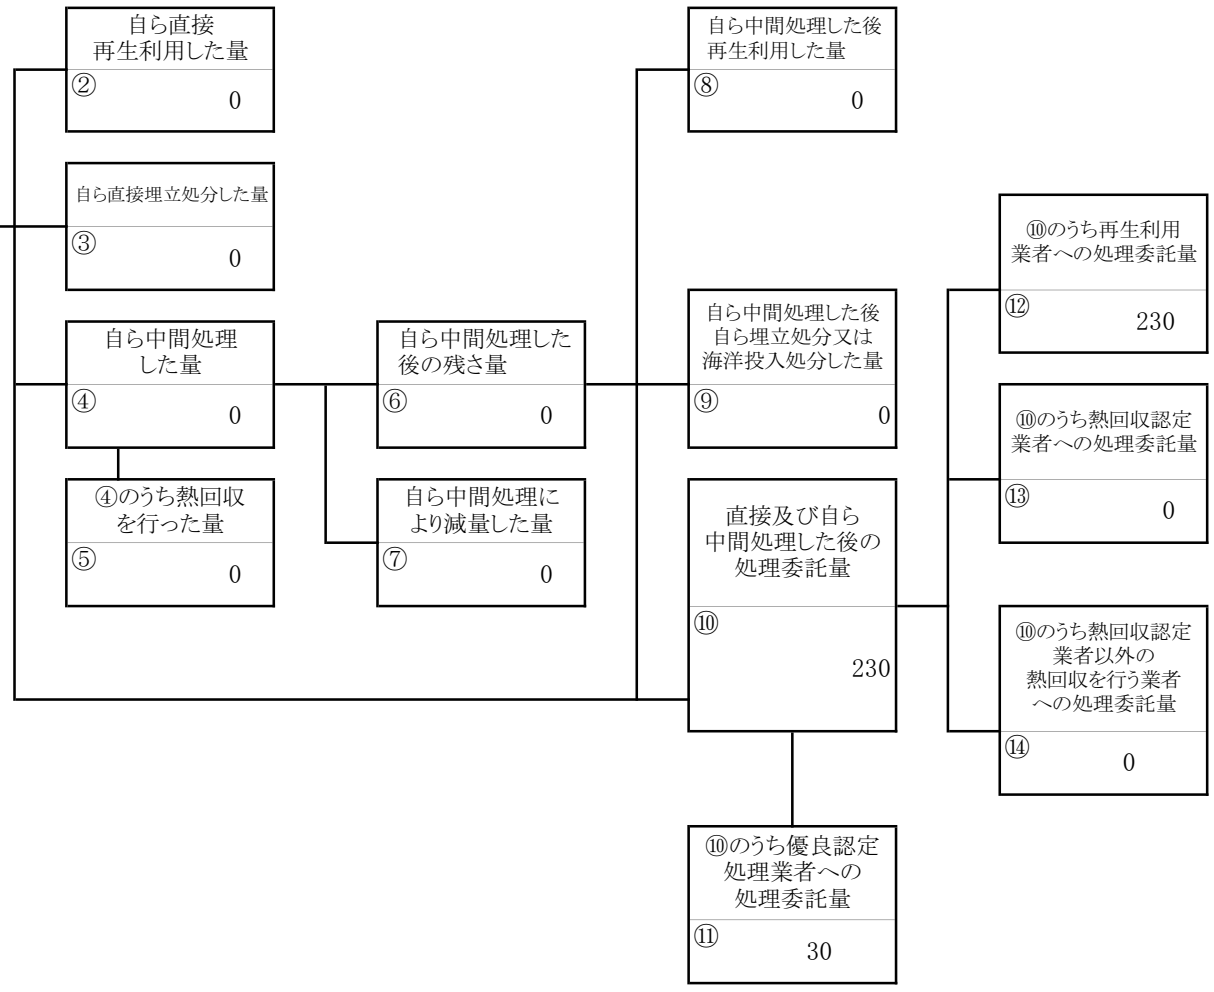 自ら直接
再生利用した量
②
0
自ら直接埋立処分した量
③
0
自ら中間処理
した量
④
0
④のうち熱回収
を行った量
⑤
0
自ら中間処理した
後の残さ量
⑥
0
自ら中間処理に
より減量した量
⑦
0
自ら中間処理した後
再生利用した量
⑧
0
自ら中間処理した後
自ら埋立処分又は
海洋投入処分した量
⑨
0
直接及び自ら
中間処理した後の
処理委託量
⑩
230
⑩のうち優良認定
処理業者への
処理委託量
⑪
30
⑩のうち再生利用
業者への処理委託量
⑫
230
⑩のうち熱回収認定
業者への処理委託量
⑬
0
⑩のうち熱回収認定
業者以外の
熱回収を行う業者
への処理委託量
⑭
0